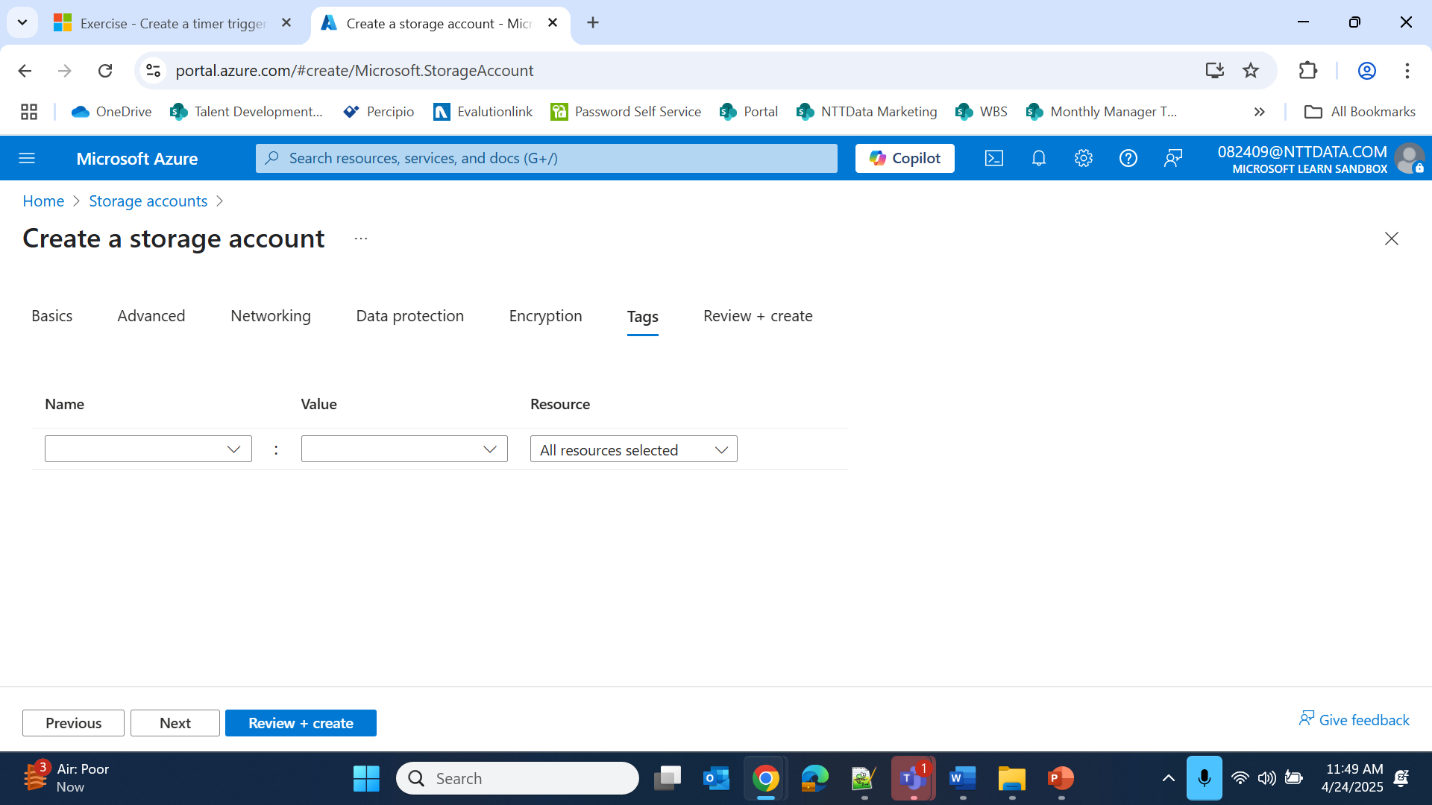 Exercise - Create a timer trigger
Create a storage account - Micr
portal.azure.com/#create/Microsoft.StorageAccount
OneDrive
Talent Development...
Percipio
Evalutionlink
Password Self Service
Portal
NTTData Marketing
WBS
Monthly Manager T...
All Bookmarks
Microsoft Azure
Search resources, services, and docs (G+/)
Copilot
082409@NTTDATA.COM
MICROSOFT LEARN SANDBOX
Home > Storage accounts >
Create a storage account ...
Basics
Advanced
Networking
Data protection
Encryption
Tags
Review + create
Name
Value
Resource
:
All resources selected
Previous
Next
Review + create
Give feedback
3
Air: Poor
Now
Search
1
11:49 AM
4/24/2025